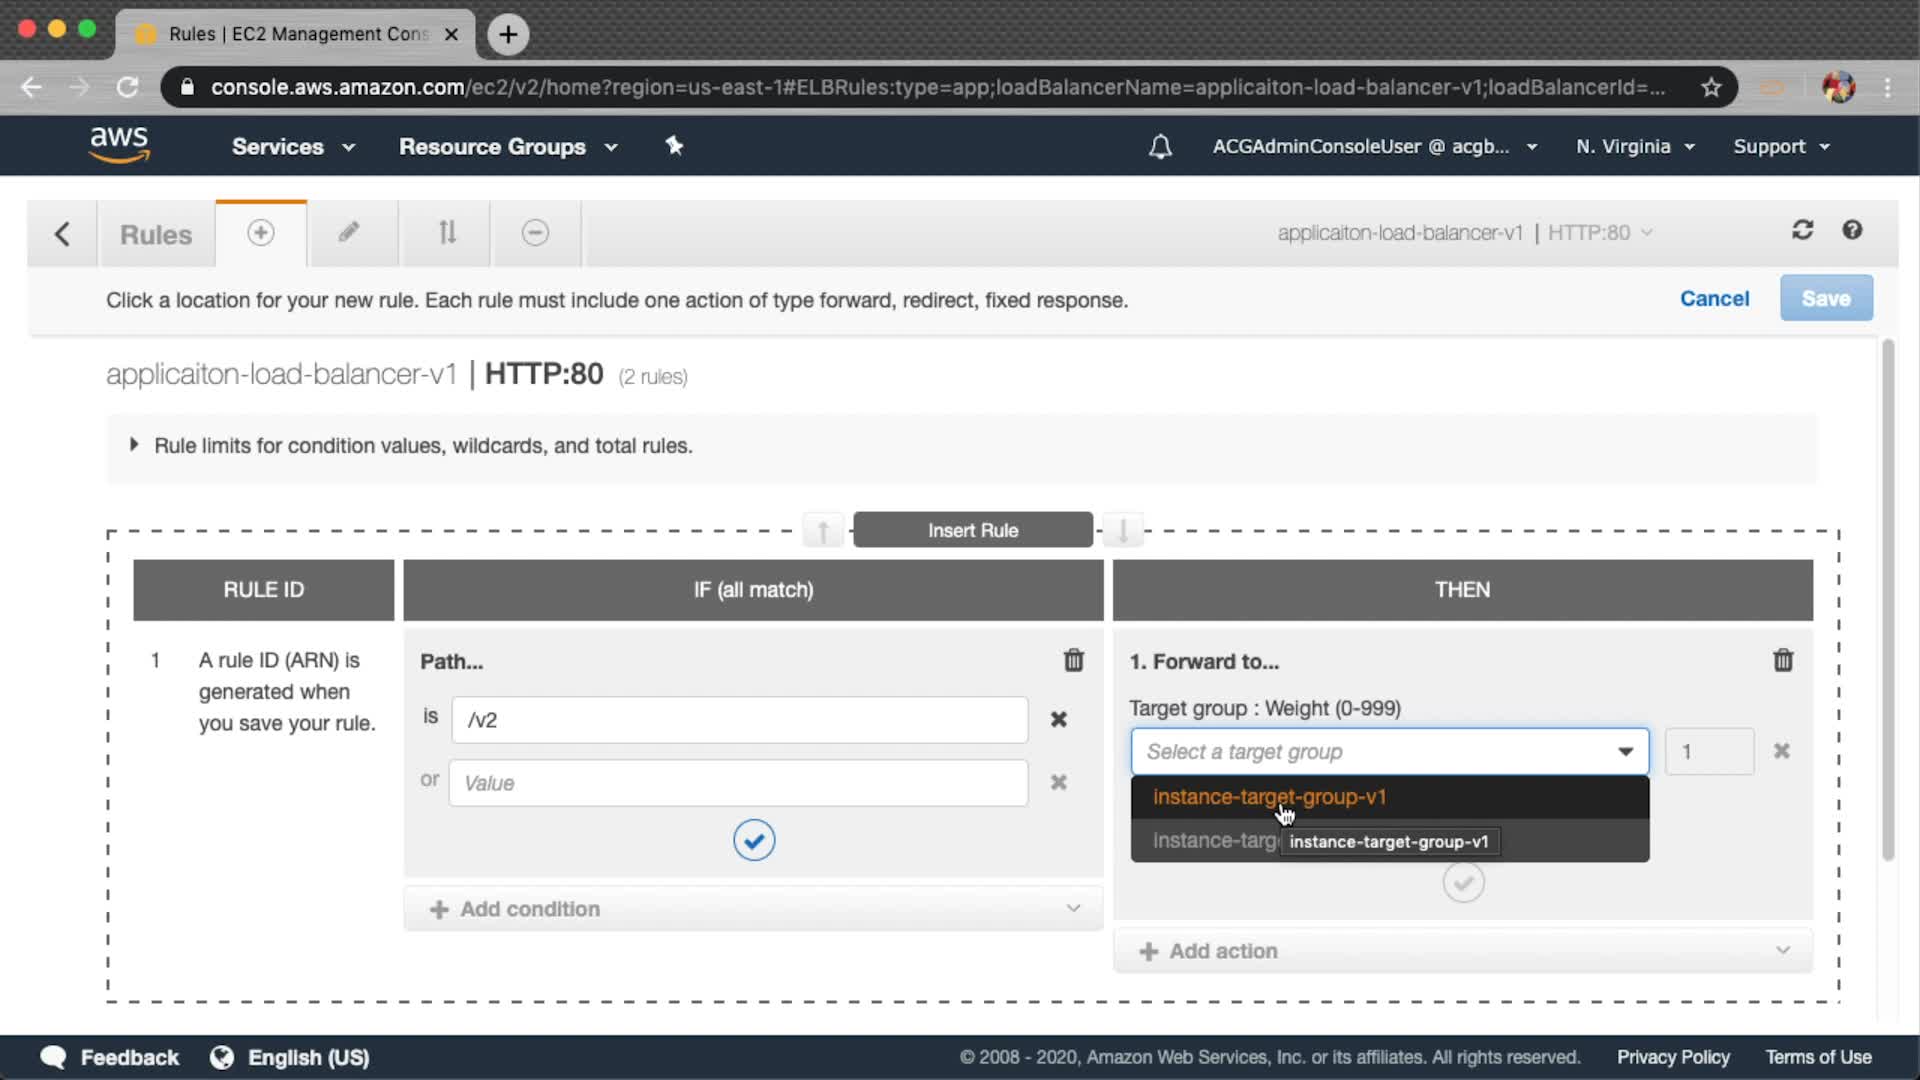 Rules | EC2 Management Cons
console.aws.amazon.com/ec2/v2/home?region=us-east-1#ELBRules:type=app;loadBalancerName=applicaiton-load-balancer-v1;loadBalancerId=...
aws Services Resource Groups ACGAdminConsoleUser @ acgb... N. Virginia Support
Rules applicaiton-load-balancer-v1 | HTTP:80
Click a location for your new rule. Each rule must include one action of type forward, redirect, fixed response. Cancel Save
applicaiton-load-balancer-v1 | HTTP:80 (2 rules)
Rule limits for condition values, wildcards, and total rules.
Insert Rule
RULE ID IF (all match) THEN
1 A rule ID (ARN) is
generated when
you save your rule.
Path...
is /v2
or Value
Add condition
1. Forward to...
Target group : Weight (0-999)
Select a target group 1
instance-target-group-v1
instance-targ
instance-target-group-v1
Add action
Feedback English (US) © 2008 - 2020, Amazon Web Services, Inc. or its affiliates. All rights reserved. Privacy Policy Terms of Use